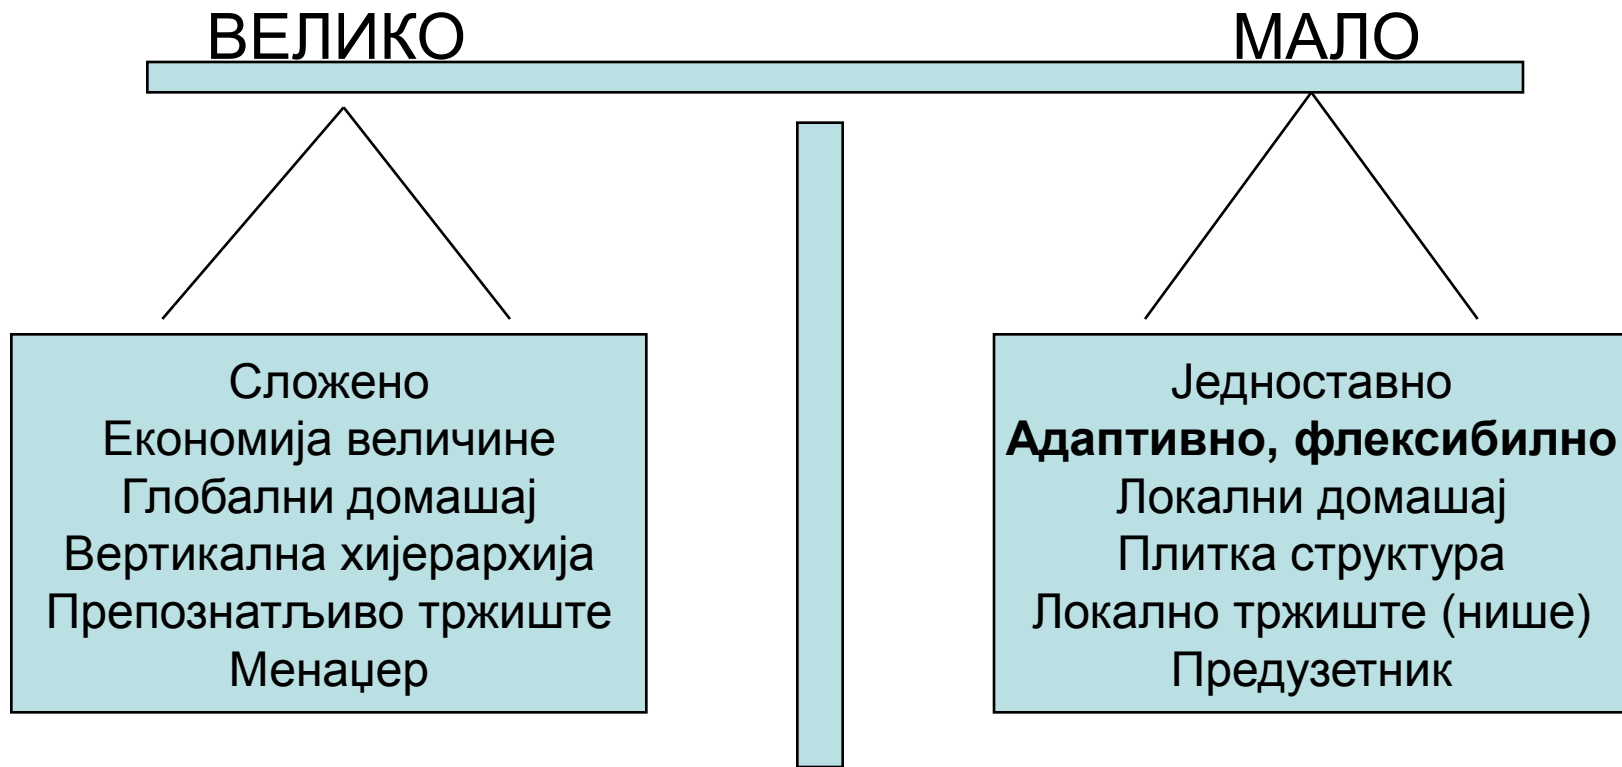 ВЕЛИКО
МАЛО
Сложено
Економија величине
Глобални домашај
Вертикална хијерархија
Препознатљиво тржиште
Менаџер
Једноставно
Адаптивно, флексибилно
Локални домашај
Плитка структура
Локално тржиште (нише)
Предузетник